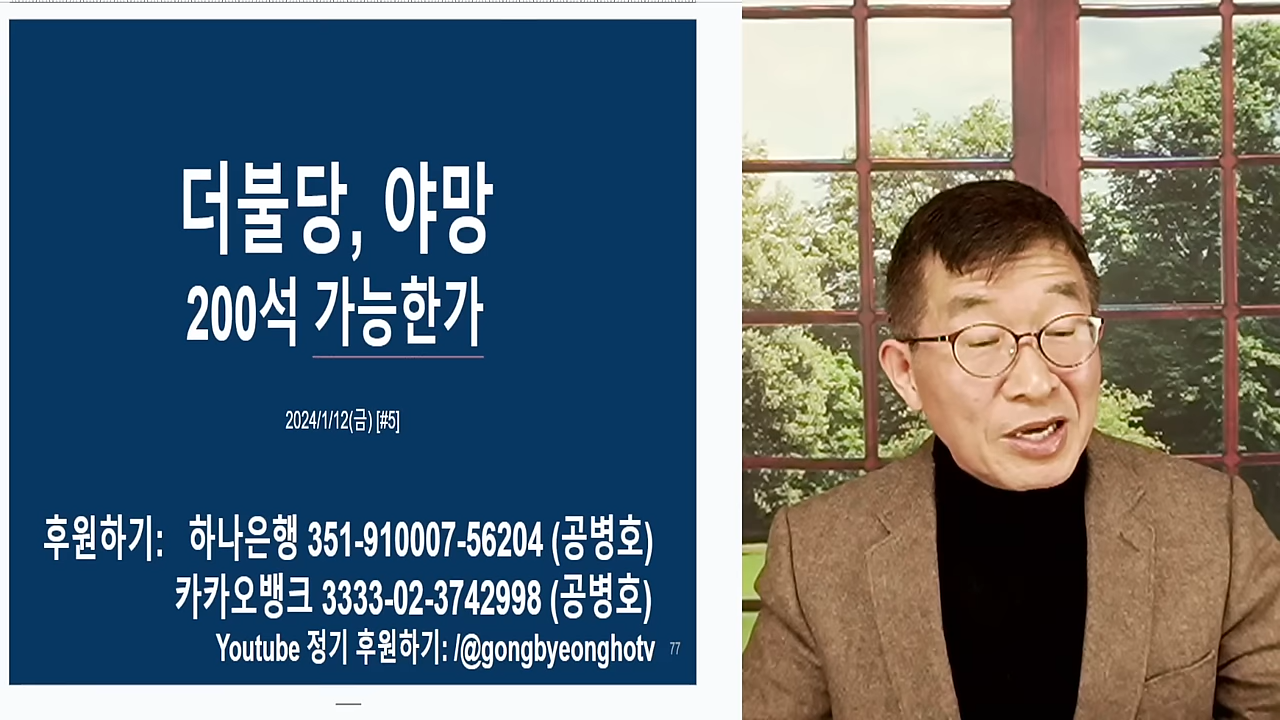 더불당, 야망
200석 가능한가
2024/1/12(금) [#5]
후원하기: 하나은행 351-910007-56204 (공병호)
카카오뱅크 3333-02-3742998 (공병호)
Youtube 정기 후원하기: /@gongbyeonghotv
77